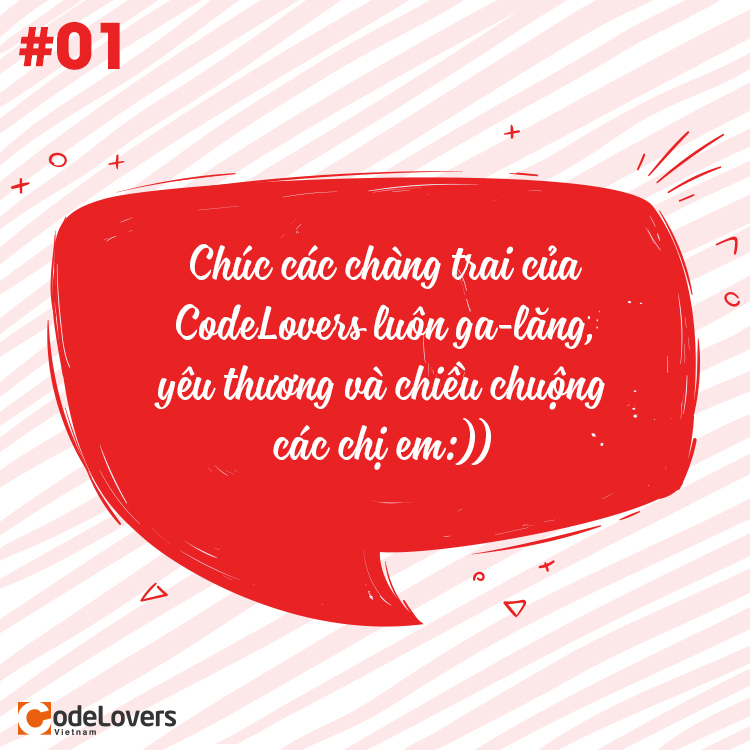 #01
Chúc các chàng trai của
CodeLovers luôn ga-lăng,
yêu thương và chiều chuộng
các chị em:))
CodeLovers
Vietnam